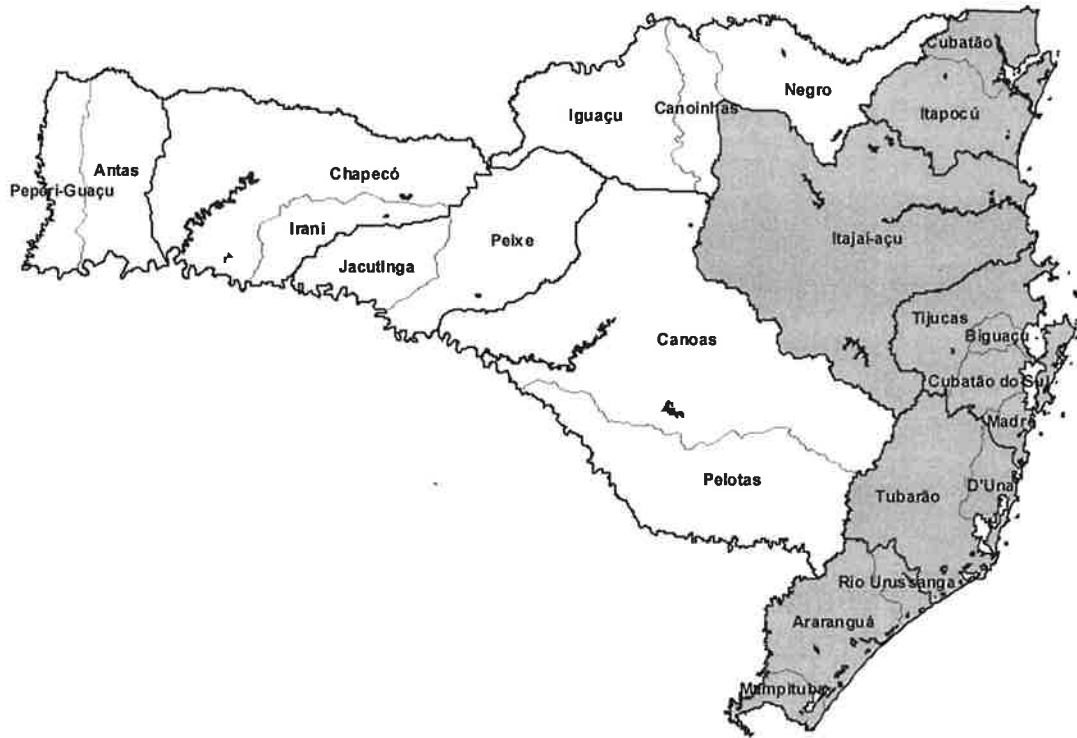 Cubatão
Negro
Iguaçu
Canoinhas
Itapocú
Antas
Chapecó
Peperi-Guaçu
Irani
Peixe
Itajaí-açu
Jacutinga
Tijucas
Biguaçu
Canoas
Cubatão do Sul
Madre
Pelotas
D'Una
Tubarão
Rio Urussanga
Araranguá
Mampituba